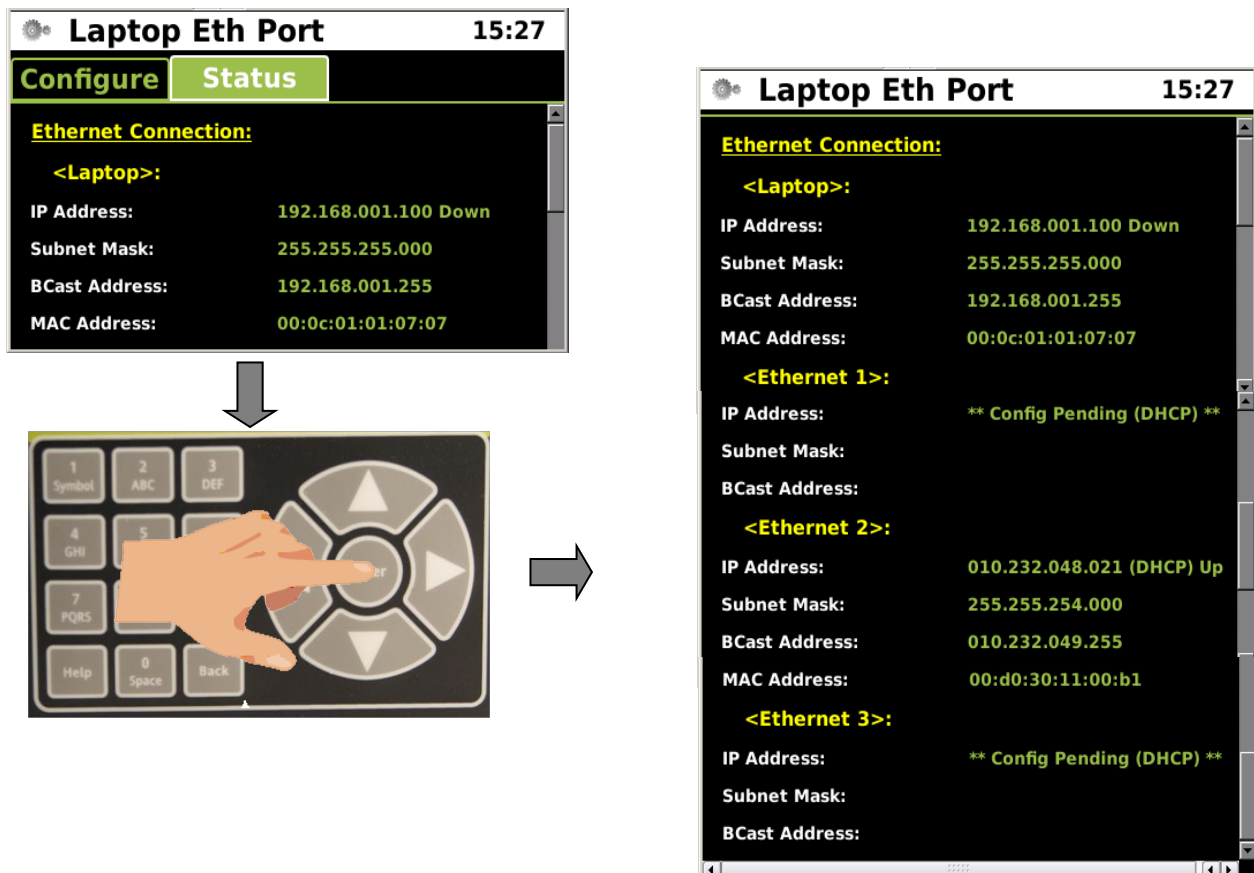 Laptop Eth Port 15:27
Configure Status
Ethernet Connection:
<Laptop>:
IP Address: 192.168.001.100 Down
Subnet Mask: 255.255.255.000
BCast Address: 192.168.001.255
MAC Address: 00:0c:01:01:07:07
1 2 3
Symbol ABC DEF
4 5
GHI
7
PQRS
Help 0 Back
Space
Laptop Eth Port 15:27
Ethernet Connection:
<Laptop>:
IP Address: 192.168.001.100 Down
Subnet Mask: 255.255.255.000
BCast Address: 192.168.001.255
MAC Address: 00:0c:01:01:07:07
<Ethernet 1>:
IP Address: ** Config Pending (DHCP) **
Subnet Mask:
BCast Address:
<Ethernet 2>:
IP Address: 010.232.048.021 (DHCP) Up
Subnet Mask: 255.255.254.000
BCast Address: 010.232.049.255
MAC Address: 00:d0:30:11:00:b1
<Ethernet 3>:
IP Address: ** Config Pending (DHCP) **
Subnet Mask:
BCast Address: